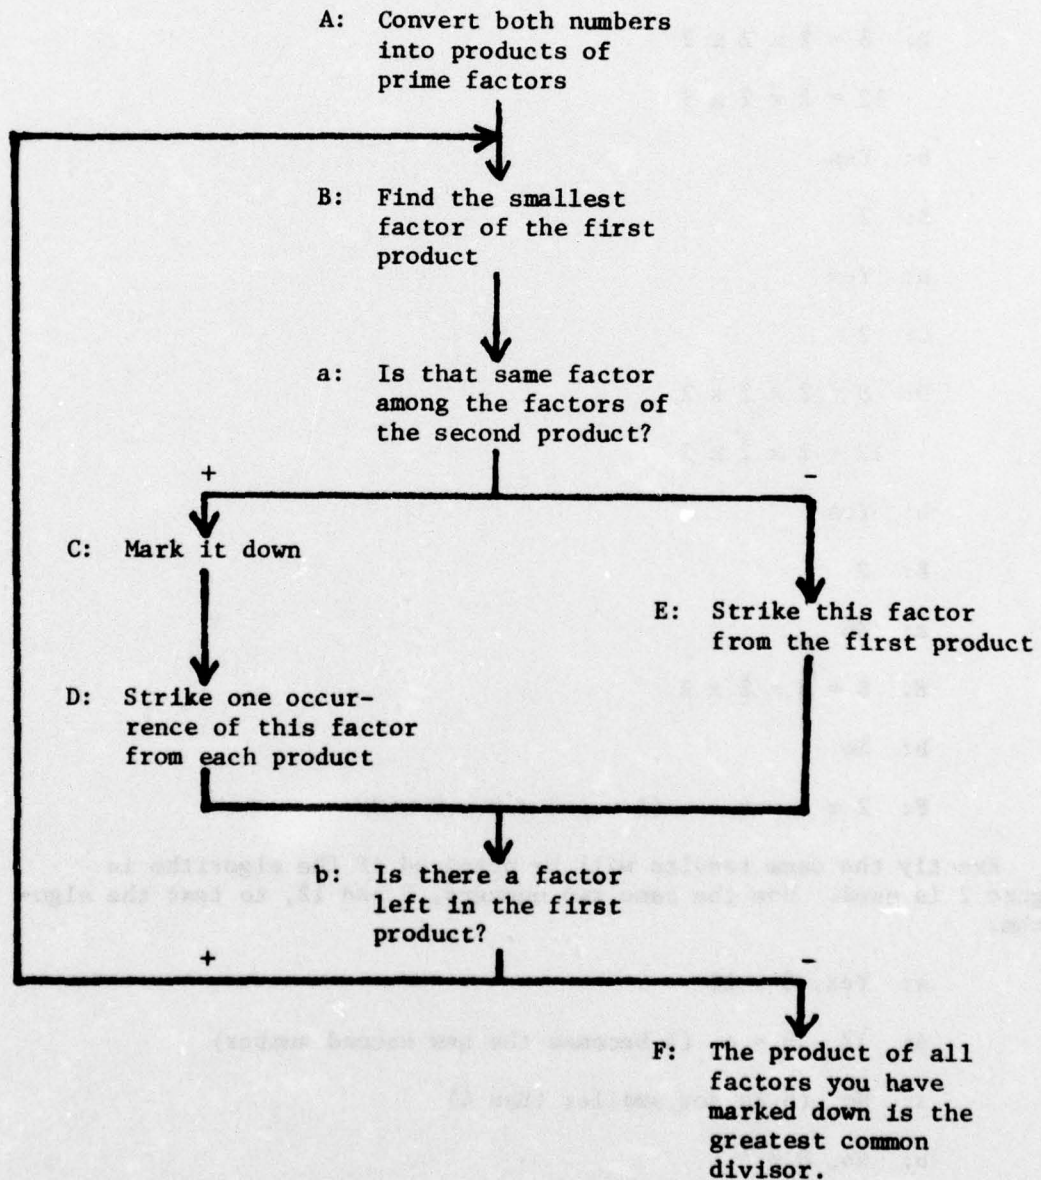 A: Convert both numbers
into products of
prime factors
B: Find the smallest
factor of the first
product
a: Is that same factor
among the factors of
the second product?
+
-
C: Mark it down
E: Strike this factor
from the first product
D: Strike one occur-
rence of this factor
from each product
b: Is there a factor
left in the first
product?
+
-
F: The product of all
factors you have
marked down is the
greatest common
divisor.